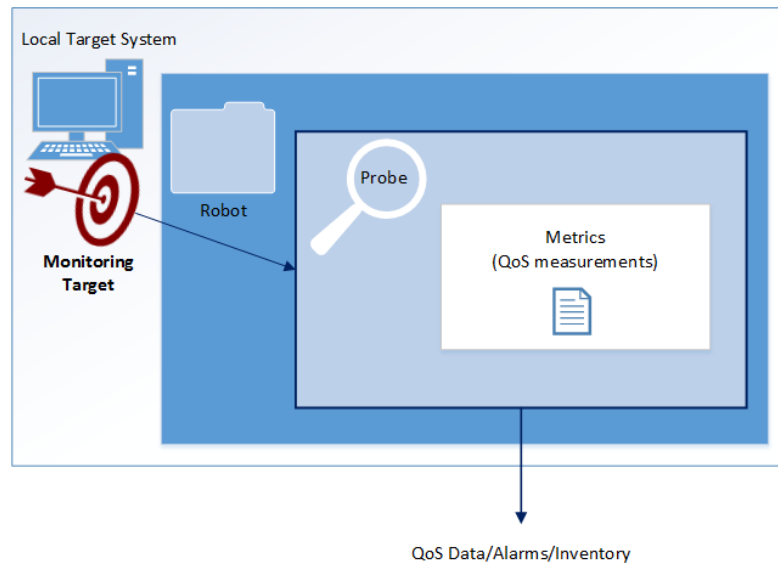 Local Target System
Probe
Robot
Metrics
(QoS measurements)
Monitoring
Target
QoS Data/Alarms/Inventory